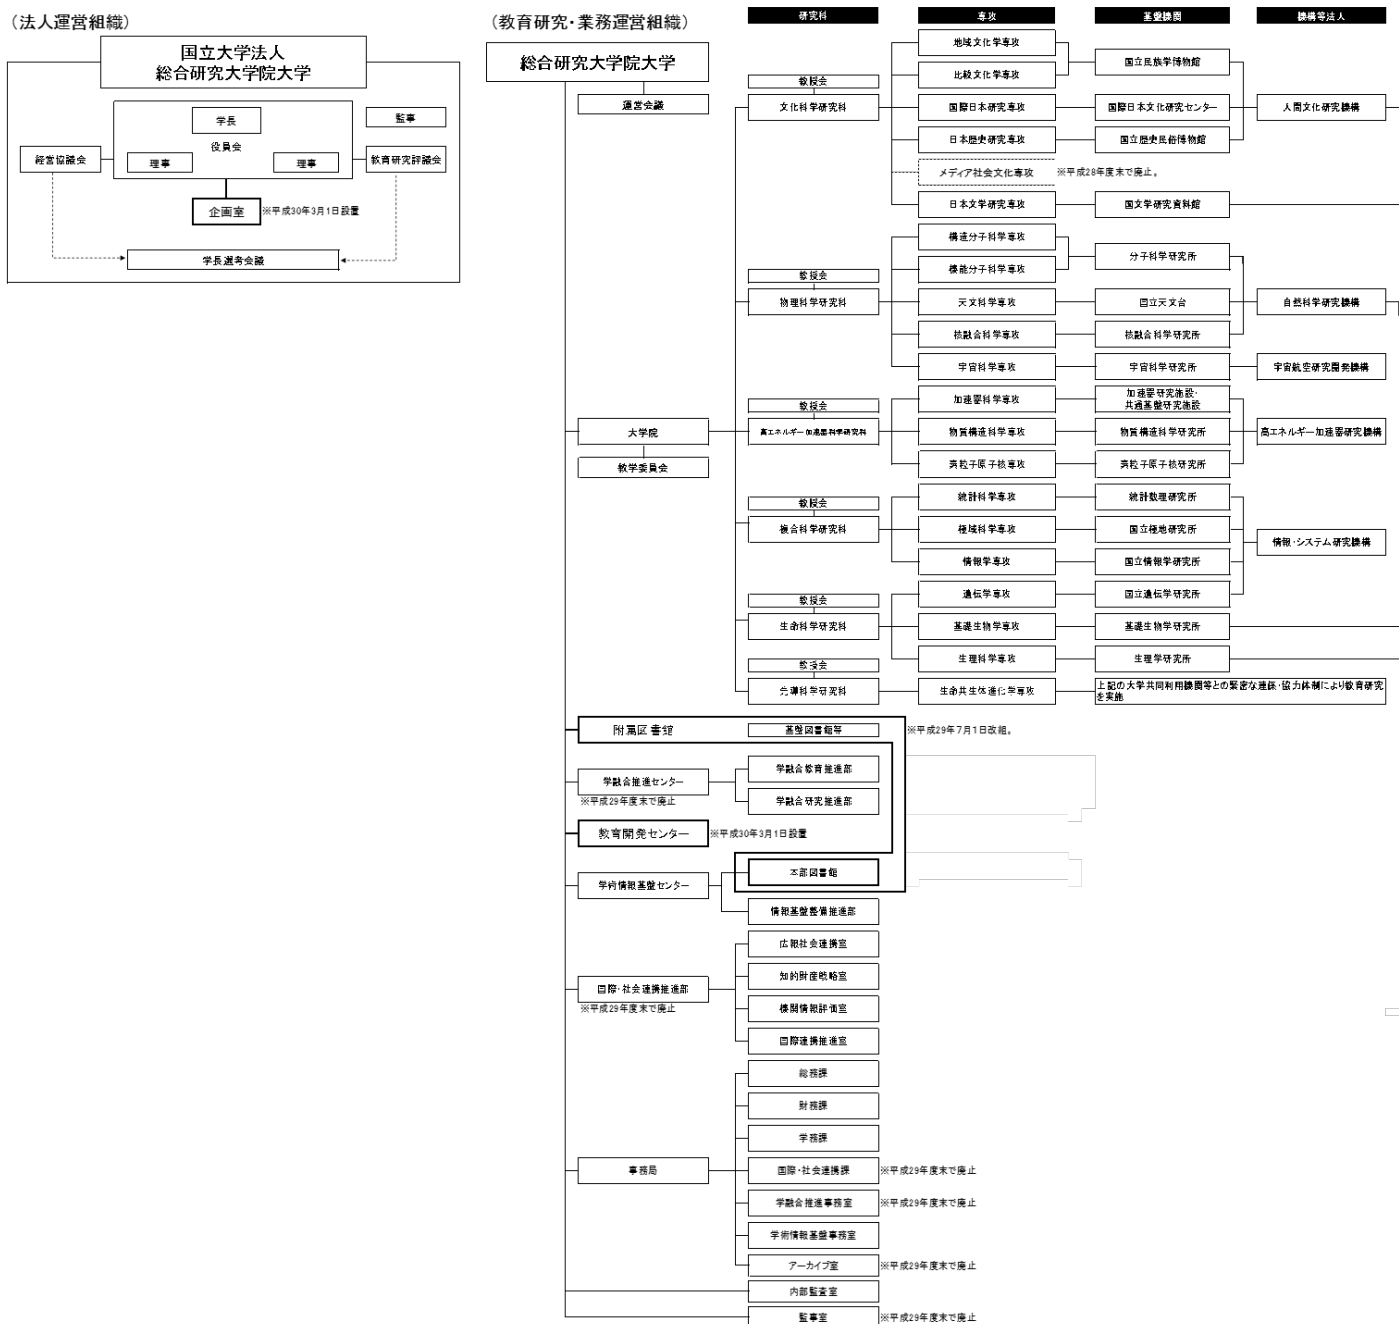 （法人運営組織）
国立大学法人
総合研究大学院大学
学長
監事
役員会
経営協議会
理事
理事
教育研究評議会
企画室
※平成30年3月1日設置
学長選考会議
（教育研究・業務運営組織）
総合研究大学院大学
運営会議
研究科
専攻
基盤機関
機構等法人
地域文化学専攻
国立民族学博物館
教授会
比較文化学専攻
文化科学研究科
国際日本研究専攻
国際日本文化研究センター
人間文化研究機構
日本歴史研究専攻
国立歴史民俗博物館
メディア社会文化専攻
※平成28年度末で廃止。
日本文学研究専攻
国文学研究資料館
構造分子科学専攻
分子科学研究所
教授会
機能分子科学専攻
物理科学研究科
天文科学専攻
国立天文台
自然科学研究機構
核融合科学専攻
核融合科学研究所
宇宙科学専攻
宇宙科学研究所
宇宙航空研究開発機構
教授会
加速器科学専攻
加速器研究施設・
共通基盤研究施設
大学院
高エネルギー加速器科学研究科
物質構造科学専攻
物質構造科学研究所
高エネルギー加速器研究機構
教学委員会
素粒子原子核専攻
素粒子原子核研究所
教授会
統計科学専攻
統計数理研究所
複合科学研究科
極域科学専攻
国立極地研究所
情報・システム研究機構
情報学専攻
国立情報学研究所
教授会
遺伝学専攻
国立遺伝学研究所
生命科学研究科
基礎生物学専攻
基礎生物学研究所
生理科学専攻
生理学研究所
教授会
先導科学研究科
生命共生体進化学専攻
上記の大学共同利用機関等との緊密な連係・協力体制により教育研究
を実施
附属図書館
基盤図書館等
※平成29年7月1日改組。
学融合推進センター
※平成29年度末で廃止
学融合教育推進部
学融合研究推進部
教育開発センター
※平成30年3月1日設置
学術情報基盤センター
本部図書館
情報基盤整備推進部
国際・社会連携推進部
※平成29年度末で廃止
広報社会連携室
知的財産戦略室
機関情報評価室
国際連携推進室
事務局
総務課
財務課
学務課
国際・社会連携課
※平成29年度末で廃止
学融合推進事務室
※平成29年度末で廃止
学術情報基盤事務室
アーカイブ室
※平成29年度末で廃止
内部監査室
監事室
※平成29年度末で廃止